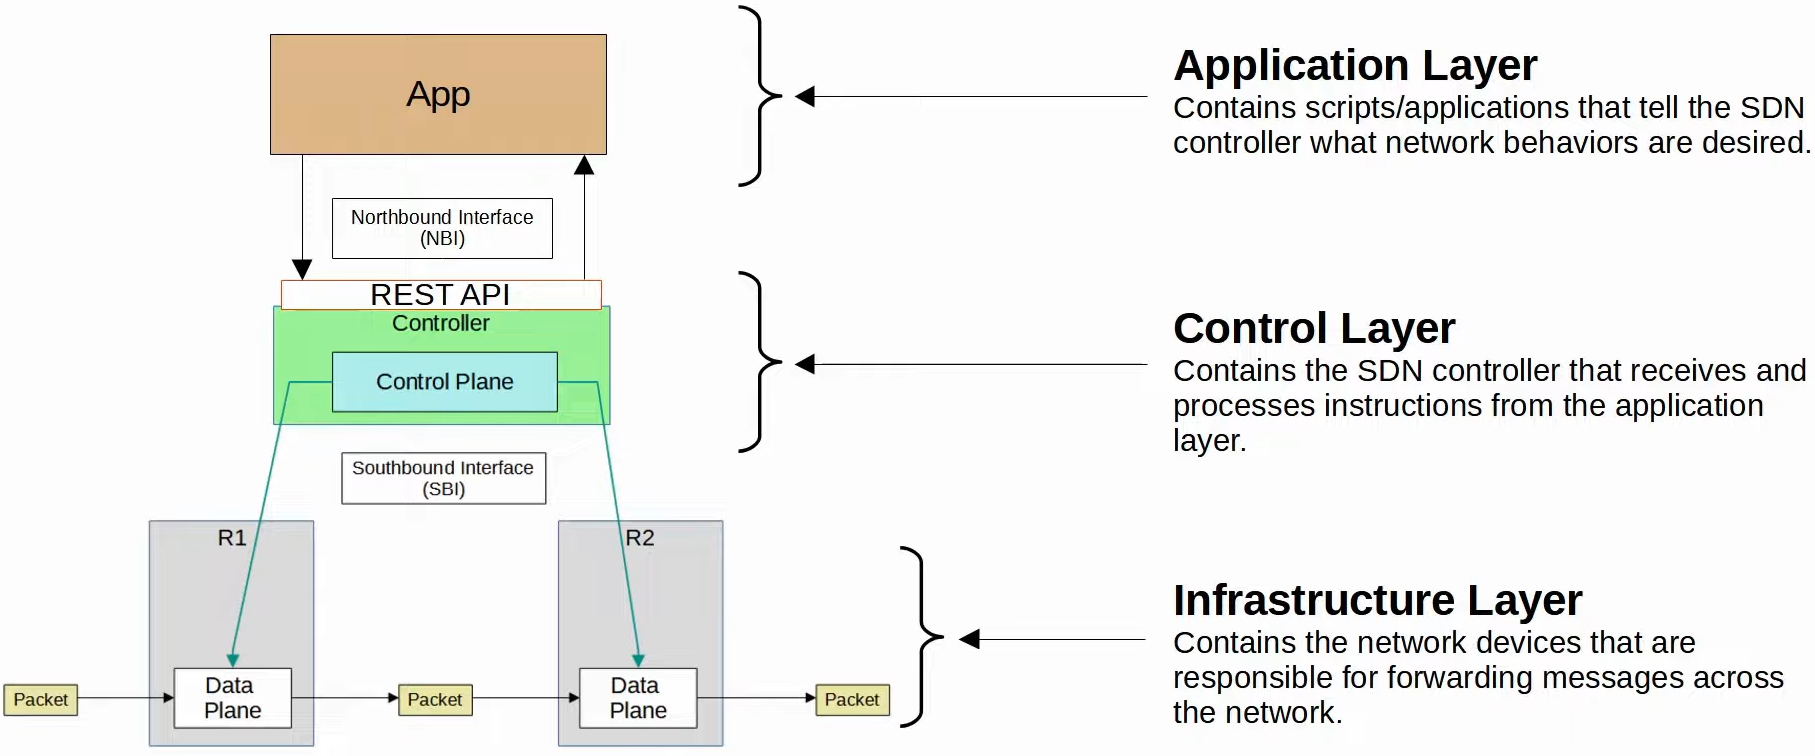 App
Application Layer
Contains scripts/applications that tell the SDN
controller what network behaviors are desired.
Northbound Interface
(NBI)
REST API
Controller
Control Plane
Control Layer
Contains the SDN controller that receives and
processes instructions from the application
layer.
Southbound Interface
(SBI)
R1
R2
Packet
Data
Plane
Packet
Data
Plane
Packet
Infrastructure Layer
Contains the network devices that are
responsible for forwarding messages across
the network.